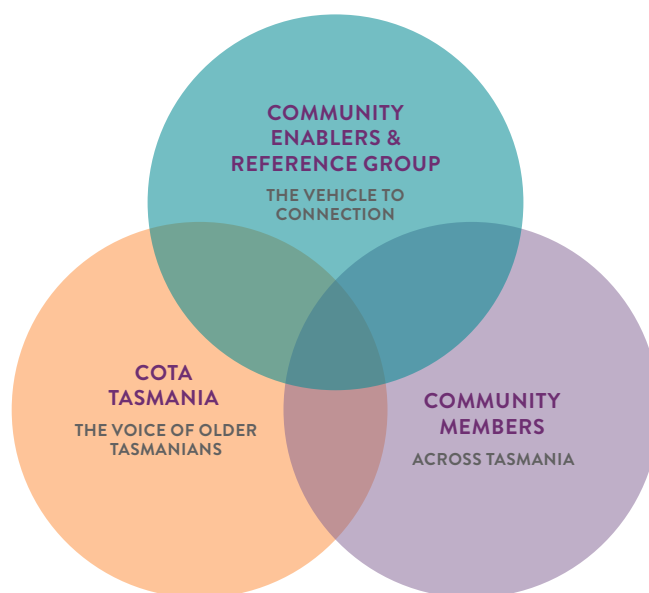 COMMUNITY
ENABLERS &
REFERENCE GROUP
THE VEHICLE TO
CONNECTION
COTA
TASMANIA
THE VOICE OF OLDER
TASMANIANS
COMMUNITY
MEMBERS
ACROSS TASMANIA